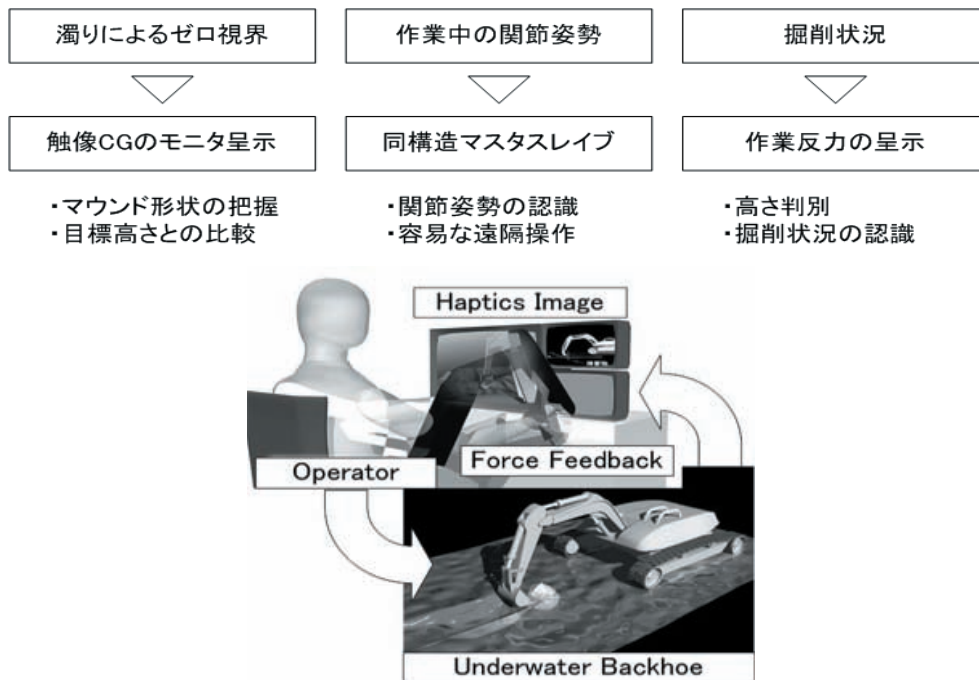 濁りによるゼロ視界
作業中の関節姿勢
掘削状況
触像CGのモニタ呈示
同構造マスタスレイブ
作業反力の呈示
・マウンド形状の把握
・目標高さとの比較
・関節姿勢の認識
・容易な遠隔操作
・高さ判別
・掘削状況の認識
Haptics Image
Force Feedback
Operator
Underwater Backhoe